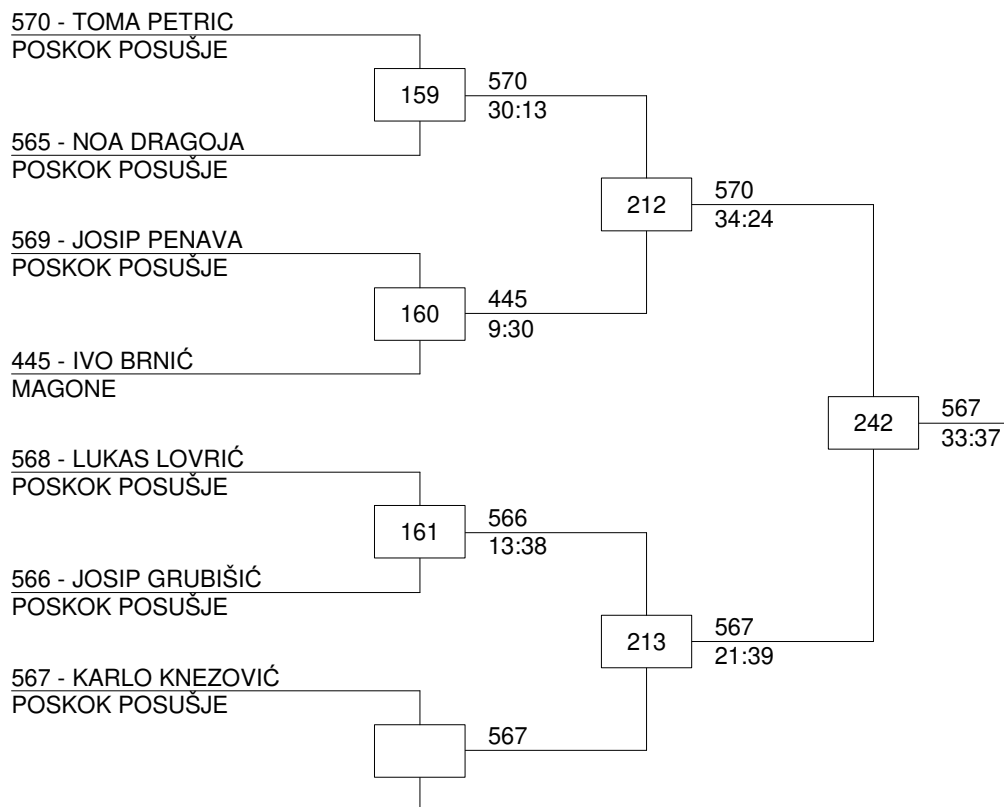 570 - TOMA PETRIC
POSKOK POSUŠJE
159
570
30:13
565 - NOA DRAGOJA
POSKOK POSUŠJE
212
570
34:24
569 - JOSIP PENAVA
POSKOK POSUŠJE
160
445
9:30
445 - IVO BRNIĆ
MAGONE
242
567
33:37
568 - LUKAS LOVRIĆ
POSKOK POSUŠJE
161
566
13:38
566 - JOSIP GRUBIŠIĆ
POSKOK POSUŠJE
213
567
21:39
567 - KARLO KNEZOVIĆ
POSKOK POSUŠJE
567